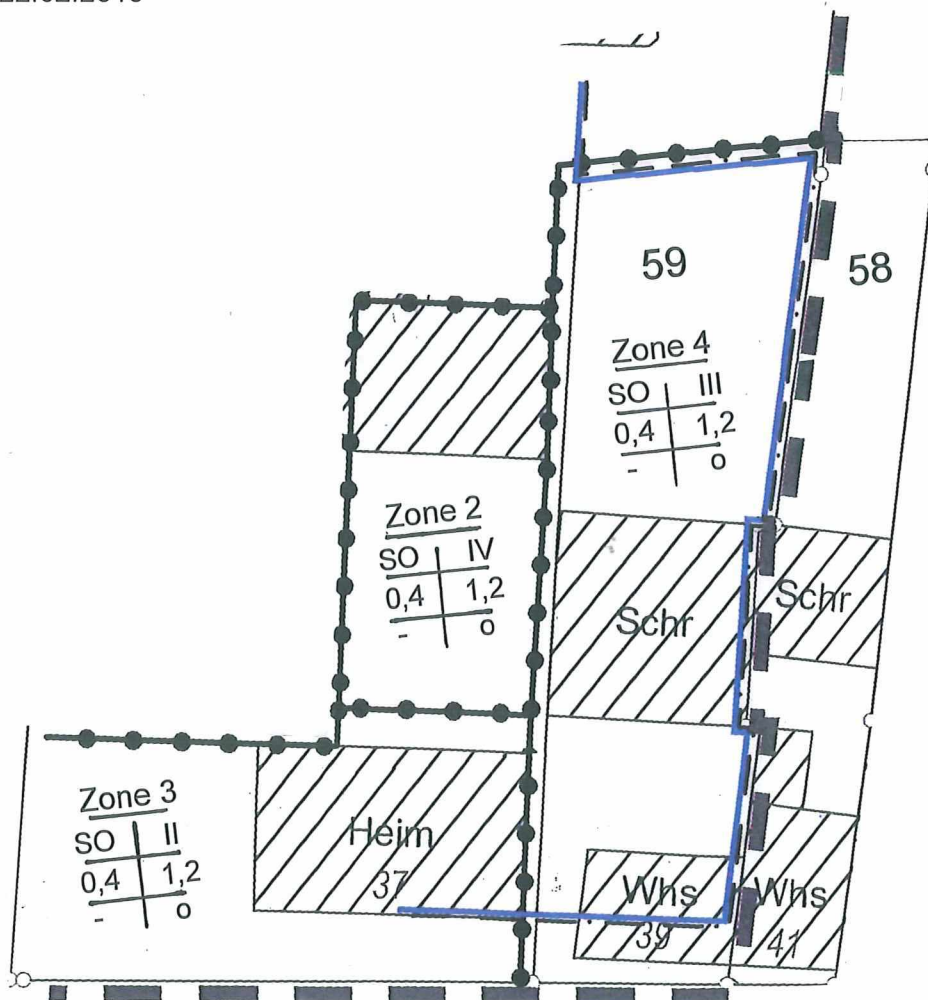 59
58
Zone 4
SO III
0,4 1,2
- o
Zone 2
SO IV
0,4 1,2
- o
Schr
Schr
Zone 3
SO II
0,4 1,2
- o
Heim
37
Whs
39
Whs
41